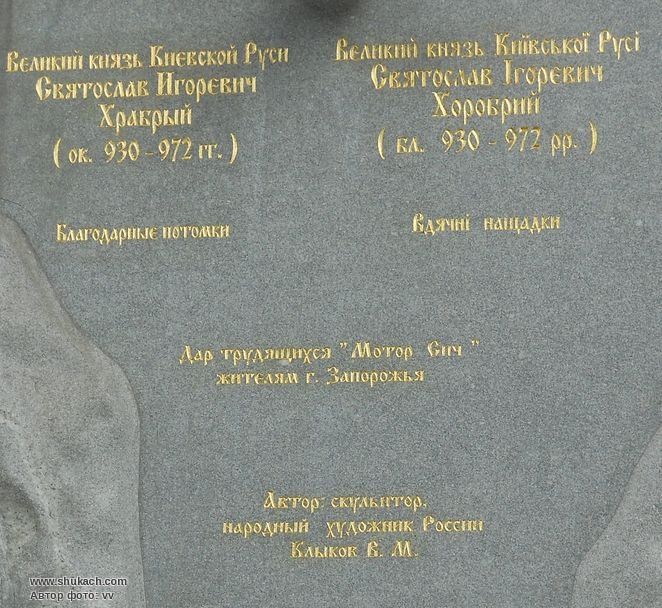 Великий князь Киевской Руси
Святослав Игоревич
Храбрый
( ок. 930 - 972 гг. )
Благодарные потомки
Великий князь Київської Русі
Святослав Ігоревич
Хоробрий
( бл. 930 - 972 рр. )
Вдячні нащадки
Дар трудящихся "Мотор Сич"
жителям г. Запорожья
Автор: скульптор,
народный художник России
Клыков В. М.
www.shukach.com
Автор фото: vv